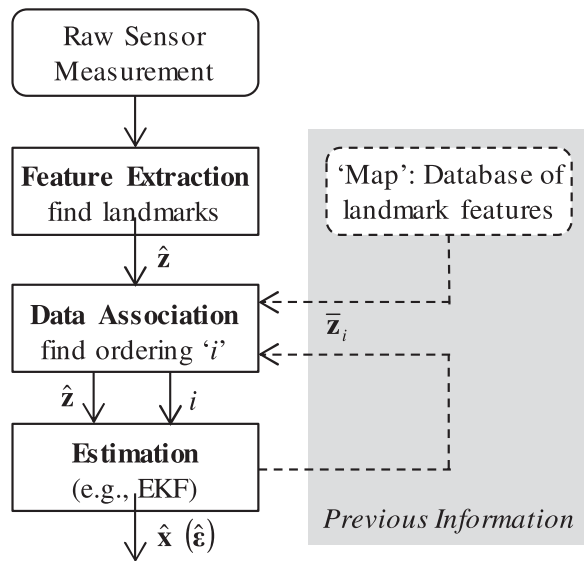 Raw Sensor
Measurement
Feature Extraction
find landmarks
ẑ
Data Association
find ordering ‘i’
ẑ
i
Estimation
(e.g., EKF)
x̂ (ε̂)
‘Map’: Database of
landmark features
z̄ᵢ
Previous Information